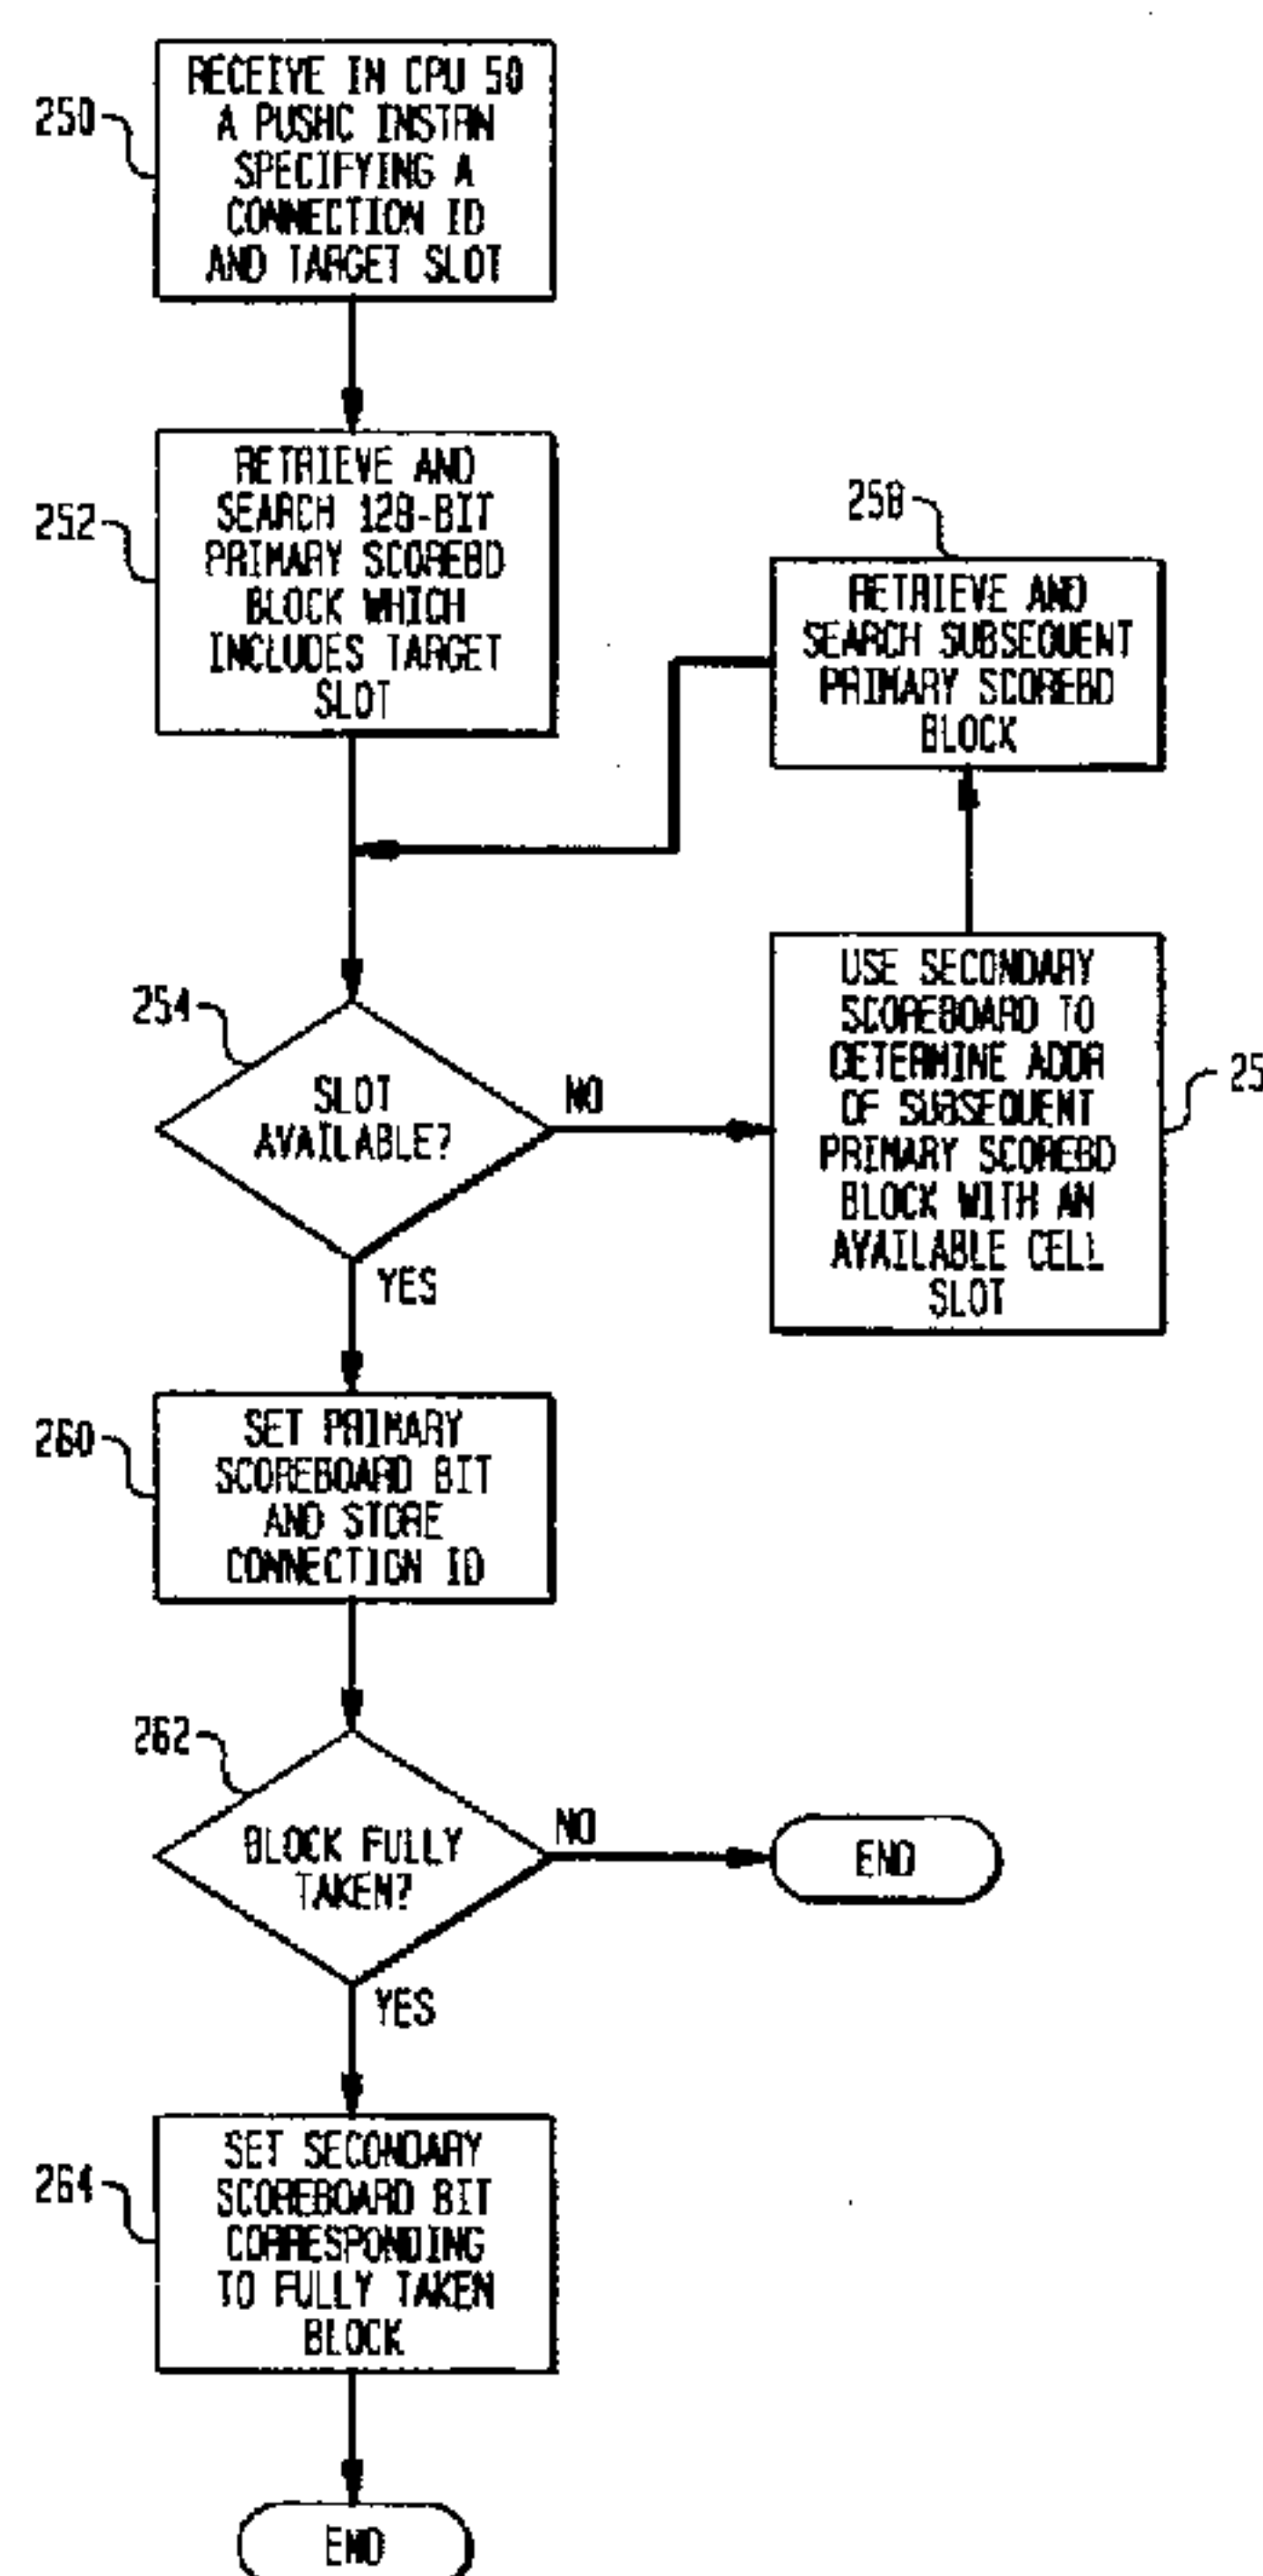 250
RECEIVE IN CPU 50
A PUSHC INSTRN
SPECIFYING A
CONNECTION ID
AND TARGET SLOT
252
RETRIEVE AND
SEARCH 128-BIT
PRIMARY SCOREBD
BLOCK WHICH
INCLUDES TARGET
SLOT
258
RETRIEVE AND
SEARCH SUBSEQUENT
PRIMARY SCOREBD
BLOCK
254
SLOT
AVAILABLE?
NO
YES
USE SECONDARY
SCOREBOARD TO
DETERMINE ADDR
OF SUBSEQUENT
PRIMARY SCOREBD
BLOCK WITH AN
AVAILABLE CELL
SLOT
25
260
SET PRIMARY
SCOREBOARD BIT
AND STORE
CONNECTION ID
262
BLOCK FULLY
TAKEN?
NO
END
YES
264
SET SECONDARY
SCOREBOARD BIT
CORRESPONDING
TO FULLY TAKEN
BLOCK
END